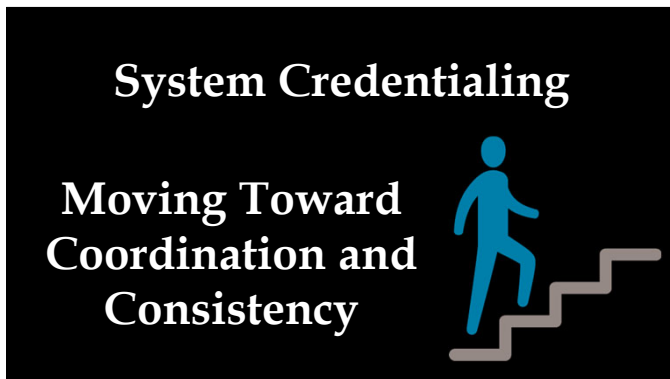 System Credentialing
Moving Toward
Coordination and
Consistency